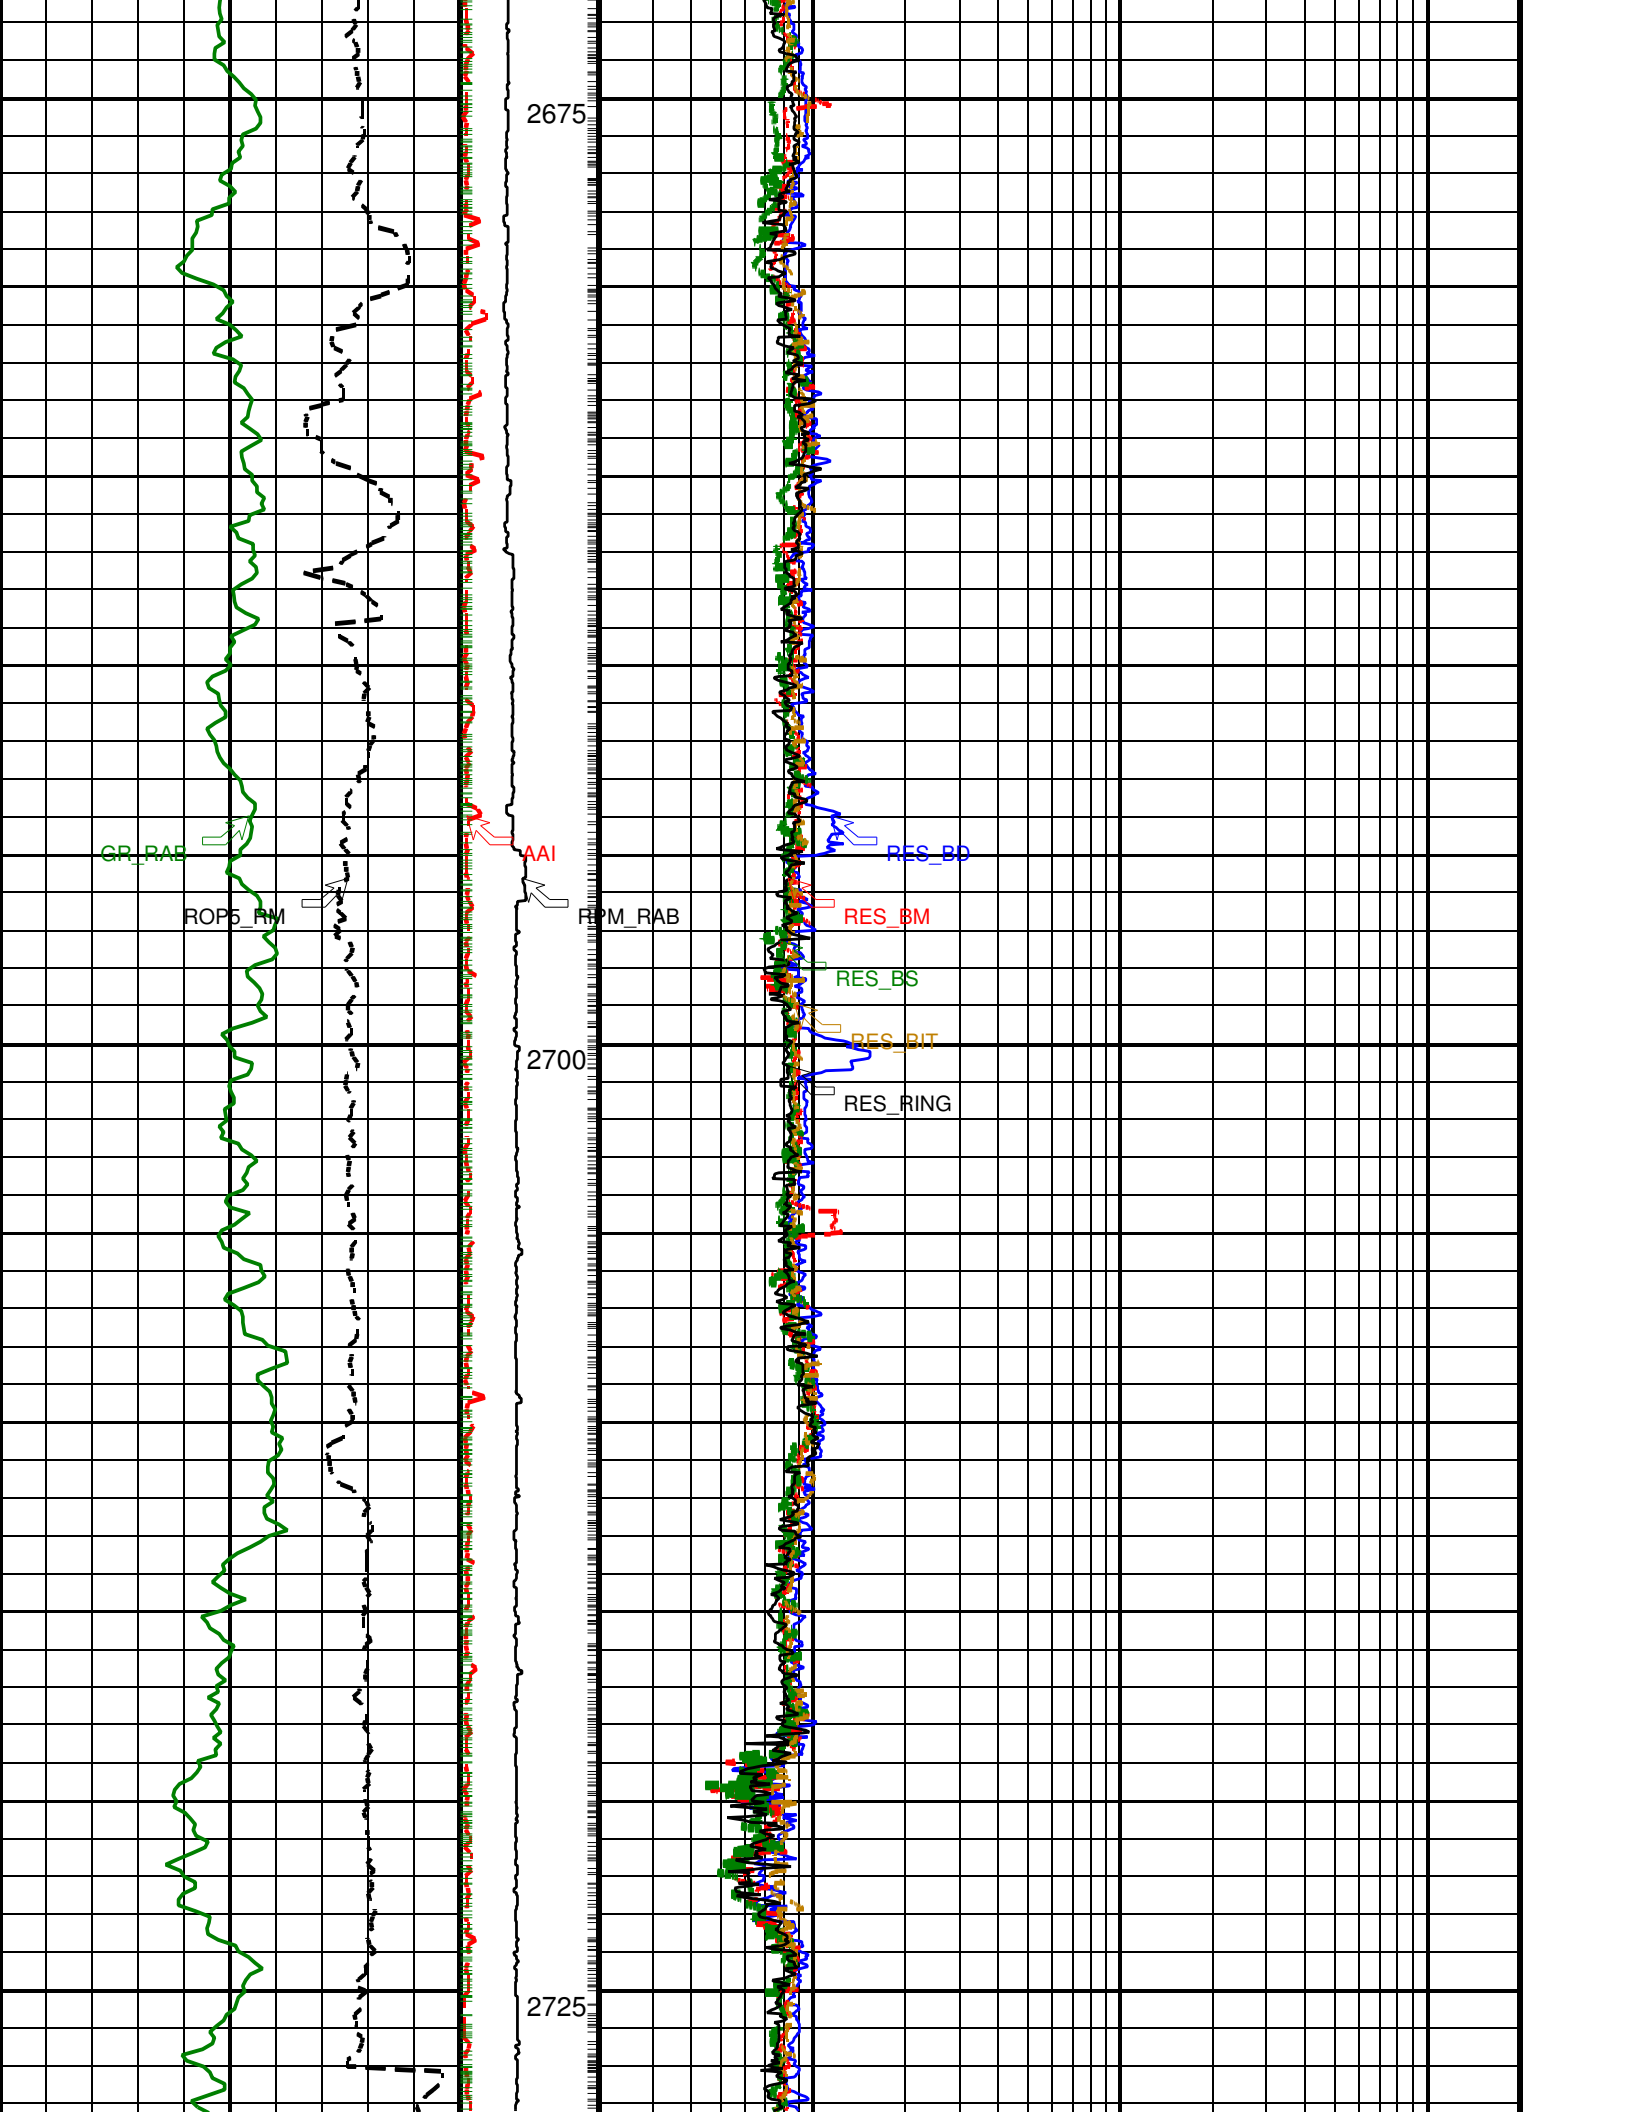 2675
GR_RAB
AAI
RES_BD
ROP5_RM
RPM_RAB
RES_BM
RES_BS
RES_BIT
2700
RES_RING
2725